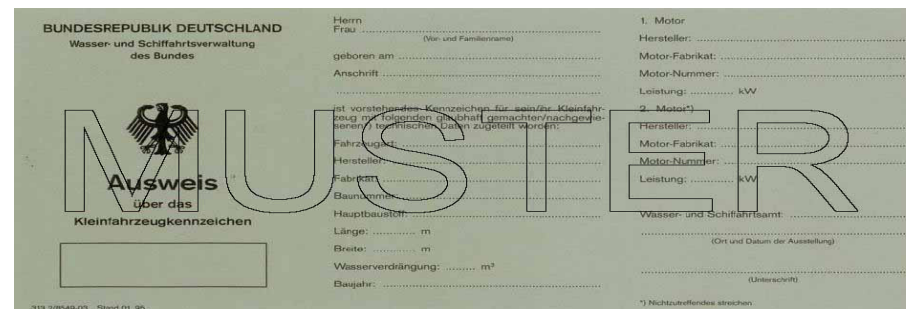 BUNDESREPUBLIK DEUTSCHLAND
Wasser- und Schiffahrtsverwaltung
des Bundes
Ausweis
über das
Kleinfahrzeugkennzeichen
313 3/8549-03 Stand 01.95
Herrn
Frau
(Vor- und Familienname)
geboren am
Anschrift
ist vorstehendes Kennzeichen für sein/ihr Kleinfahr-
zeug mit folgenden glaubhaft gemachten/nachgewie-
senen*) technischen Daten zugeteilt worden:
Fahrzeugart:
Hersteller:
Fabrikat:
Baunummer:
Hauptbaustoff:
Länge: ............ m
Breite: ............ m
Wasserverdrängung: ......... m³
Baujahr:
1. Motor
Hersteller:
Motor-Fabrikat:
Motor-Nummer:
Leistung: ........... kW
2. Motor*)
Hersteller:
Motor-Fabrikat:
Motor-Nummer:
Leistung: ........... kW
Wasser- und Schiffahrtsamt
(Ort und Datum der Ausstellung)
(Unterschrift)
*) Nichtzutreffendes streichen
MUSTER